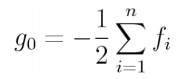 $g_0 = -\frac{1}{2} \sum_{i=1}^{n} f_i$